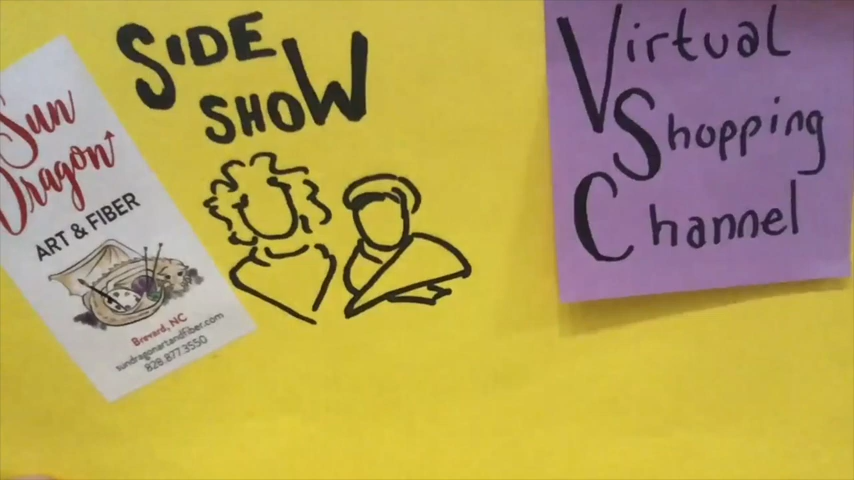 SIDE
SHOW
Sun
Dragon
ART & FIBER
Brevard, NC
sundragonartandfiber.com
828.877.3550
Virtual
Shopping
Channel